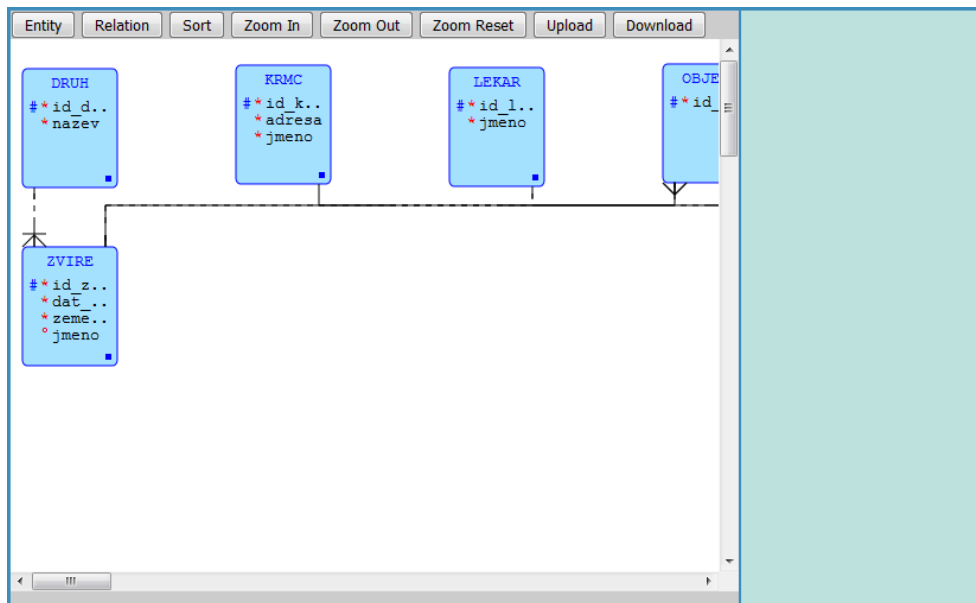 Entity Relation Sort Zoom In Zoom Out Zoom Reset Upload Download
DRUH
#*id_d..
*nazev
KRMC
#*id_k..
*adresa
*jmeno
LEKAR
#*id_l..
*jmeno
OBJE
#*id_
ZVIRE
#*id_z..
*dat_..
*zeme..
°jmeno